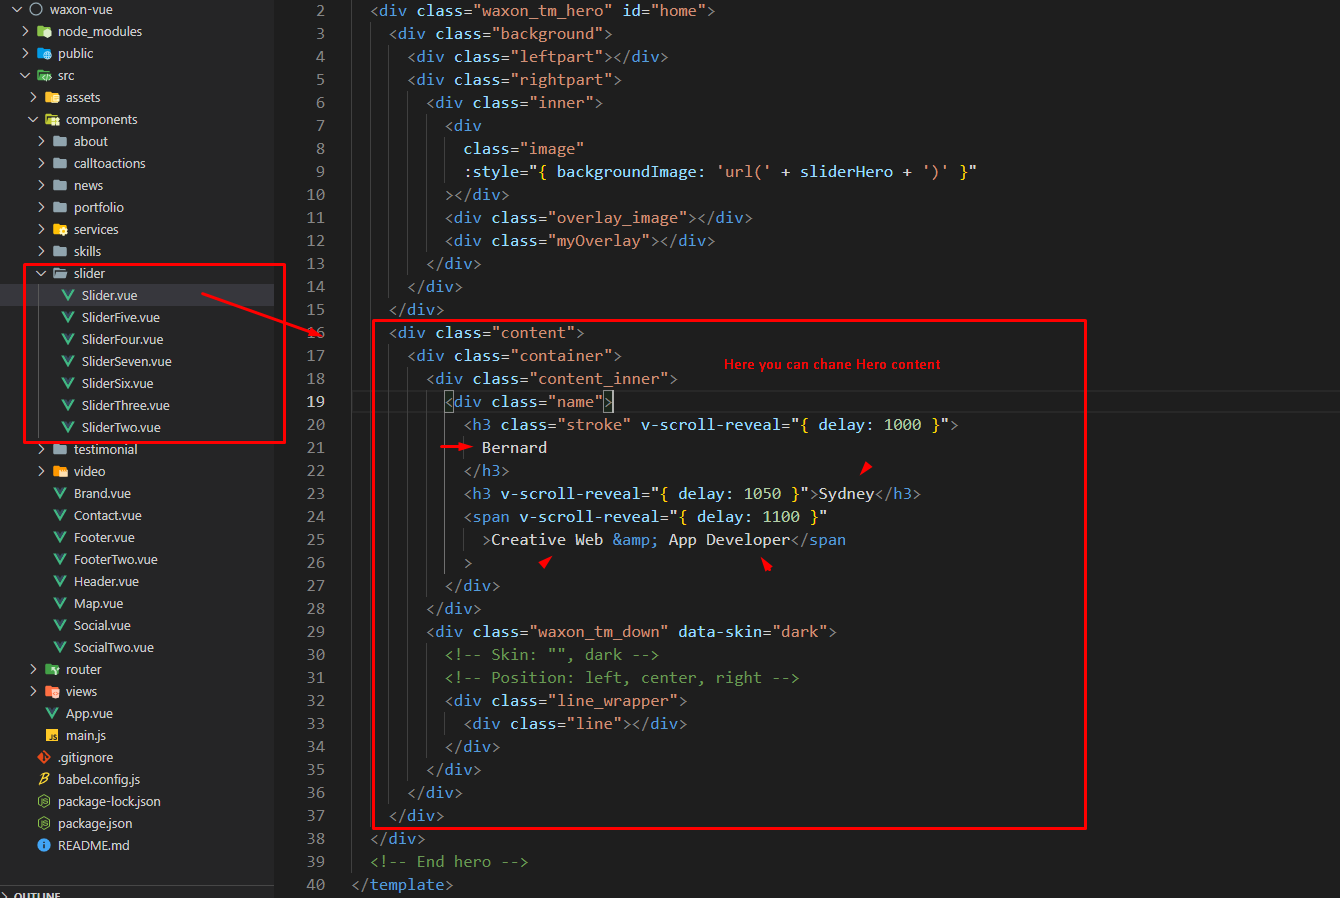 waxon-vue
node_modules
public
src
assets
components
about
calltoactions
news
portfolio
services
skills
slider
Slider.vue
SliderFive.vue
SliderFour.vue
SliderSeven.vue
SliderSix.vue
SliderThree.vue
SliderTwo.vue
testimonial
video
Brand.vue
Contact.vue
Footer.vue
FooterTwo.vue
Header.vue
Map.vue
Social.vue
SocialTwo.vue
router
views
App.vue
main.js
.gitignore
babel.config.js
package-lock.json
package.json
README.md
OUTLINE
2 <div class="waxon_tm_hero" id="home">
3 <div class="background">
4 <div class="leftpart"></div>
5 <div class="rightpart">
6 <div class="inner">
7 <div
8 class="image"
9 :style="{ backgroundImage: 'url(' + sliderHero + ')' }"
10 ></div>
11 <div class="overlay_image"></div>
12 <div class="myOverlay"></div>
13 </div>
14 </div>
15 </div>
16 <div class="content">
17 <div class="container">
Here you can chane Hero content
18 <div class="content_inner">
19 <div class="name">
20 <h3 class="stroke" v-scroll-reveal="{ delay: 1000 }">
21 Bernard
22 </h3>
23 <h3 v-scroll-reveal="{ delay: 1050 }">Sydney</h3>
24 <span v-scroll-reveal="{ delay: 1100 }"
25 >Creative Web &amp; App Developer</span
26 >
27 </div>
28 </div>
29 <div class="waxon_tm_down" data-skin="dark">
30 <!-- Skin: "", dark -->
31 <!-- Position: left, center, right -->
32 <div class="line_wrapper">
33 <div class="line"></div>
34 </div>
35 </div>
36 </div>
37 </div>
38 </div>
39 <!-- End hero -->
40 </template>